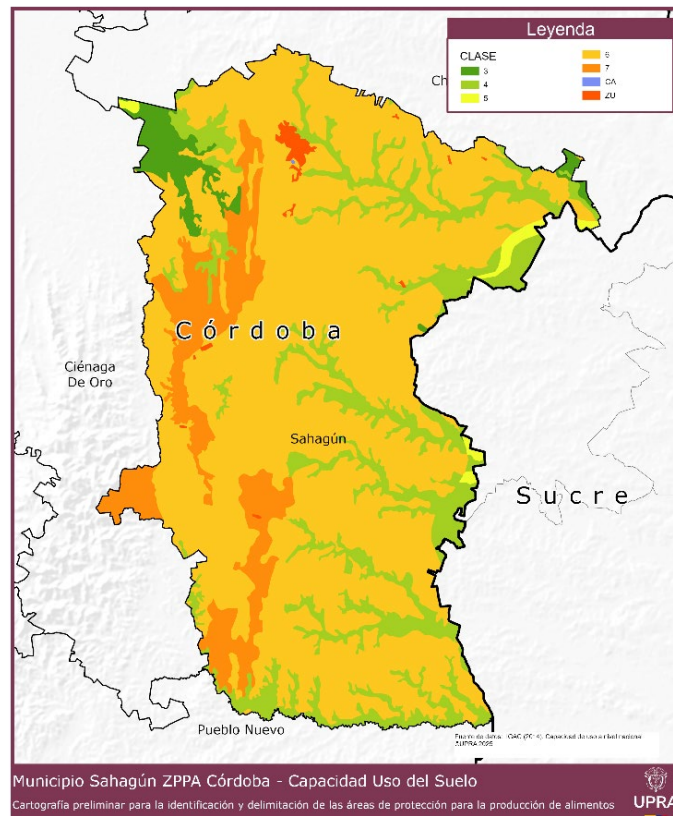 Leyenda
CLASE
3
4
5
6
7
CA
ZU
Ch
Córdoba
Ciénaga
De Oro
Sahagún
Sucre
Pueblo Nuevo
Municipio Sahagún ZPPA Córdoba - Capacidad Uso del Suelo
Cartografía preliminar para la identificación y delimitación de las áreas de protección para la producción de alimentos
UPRA